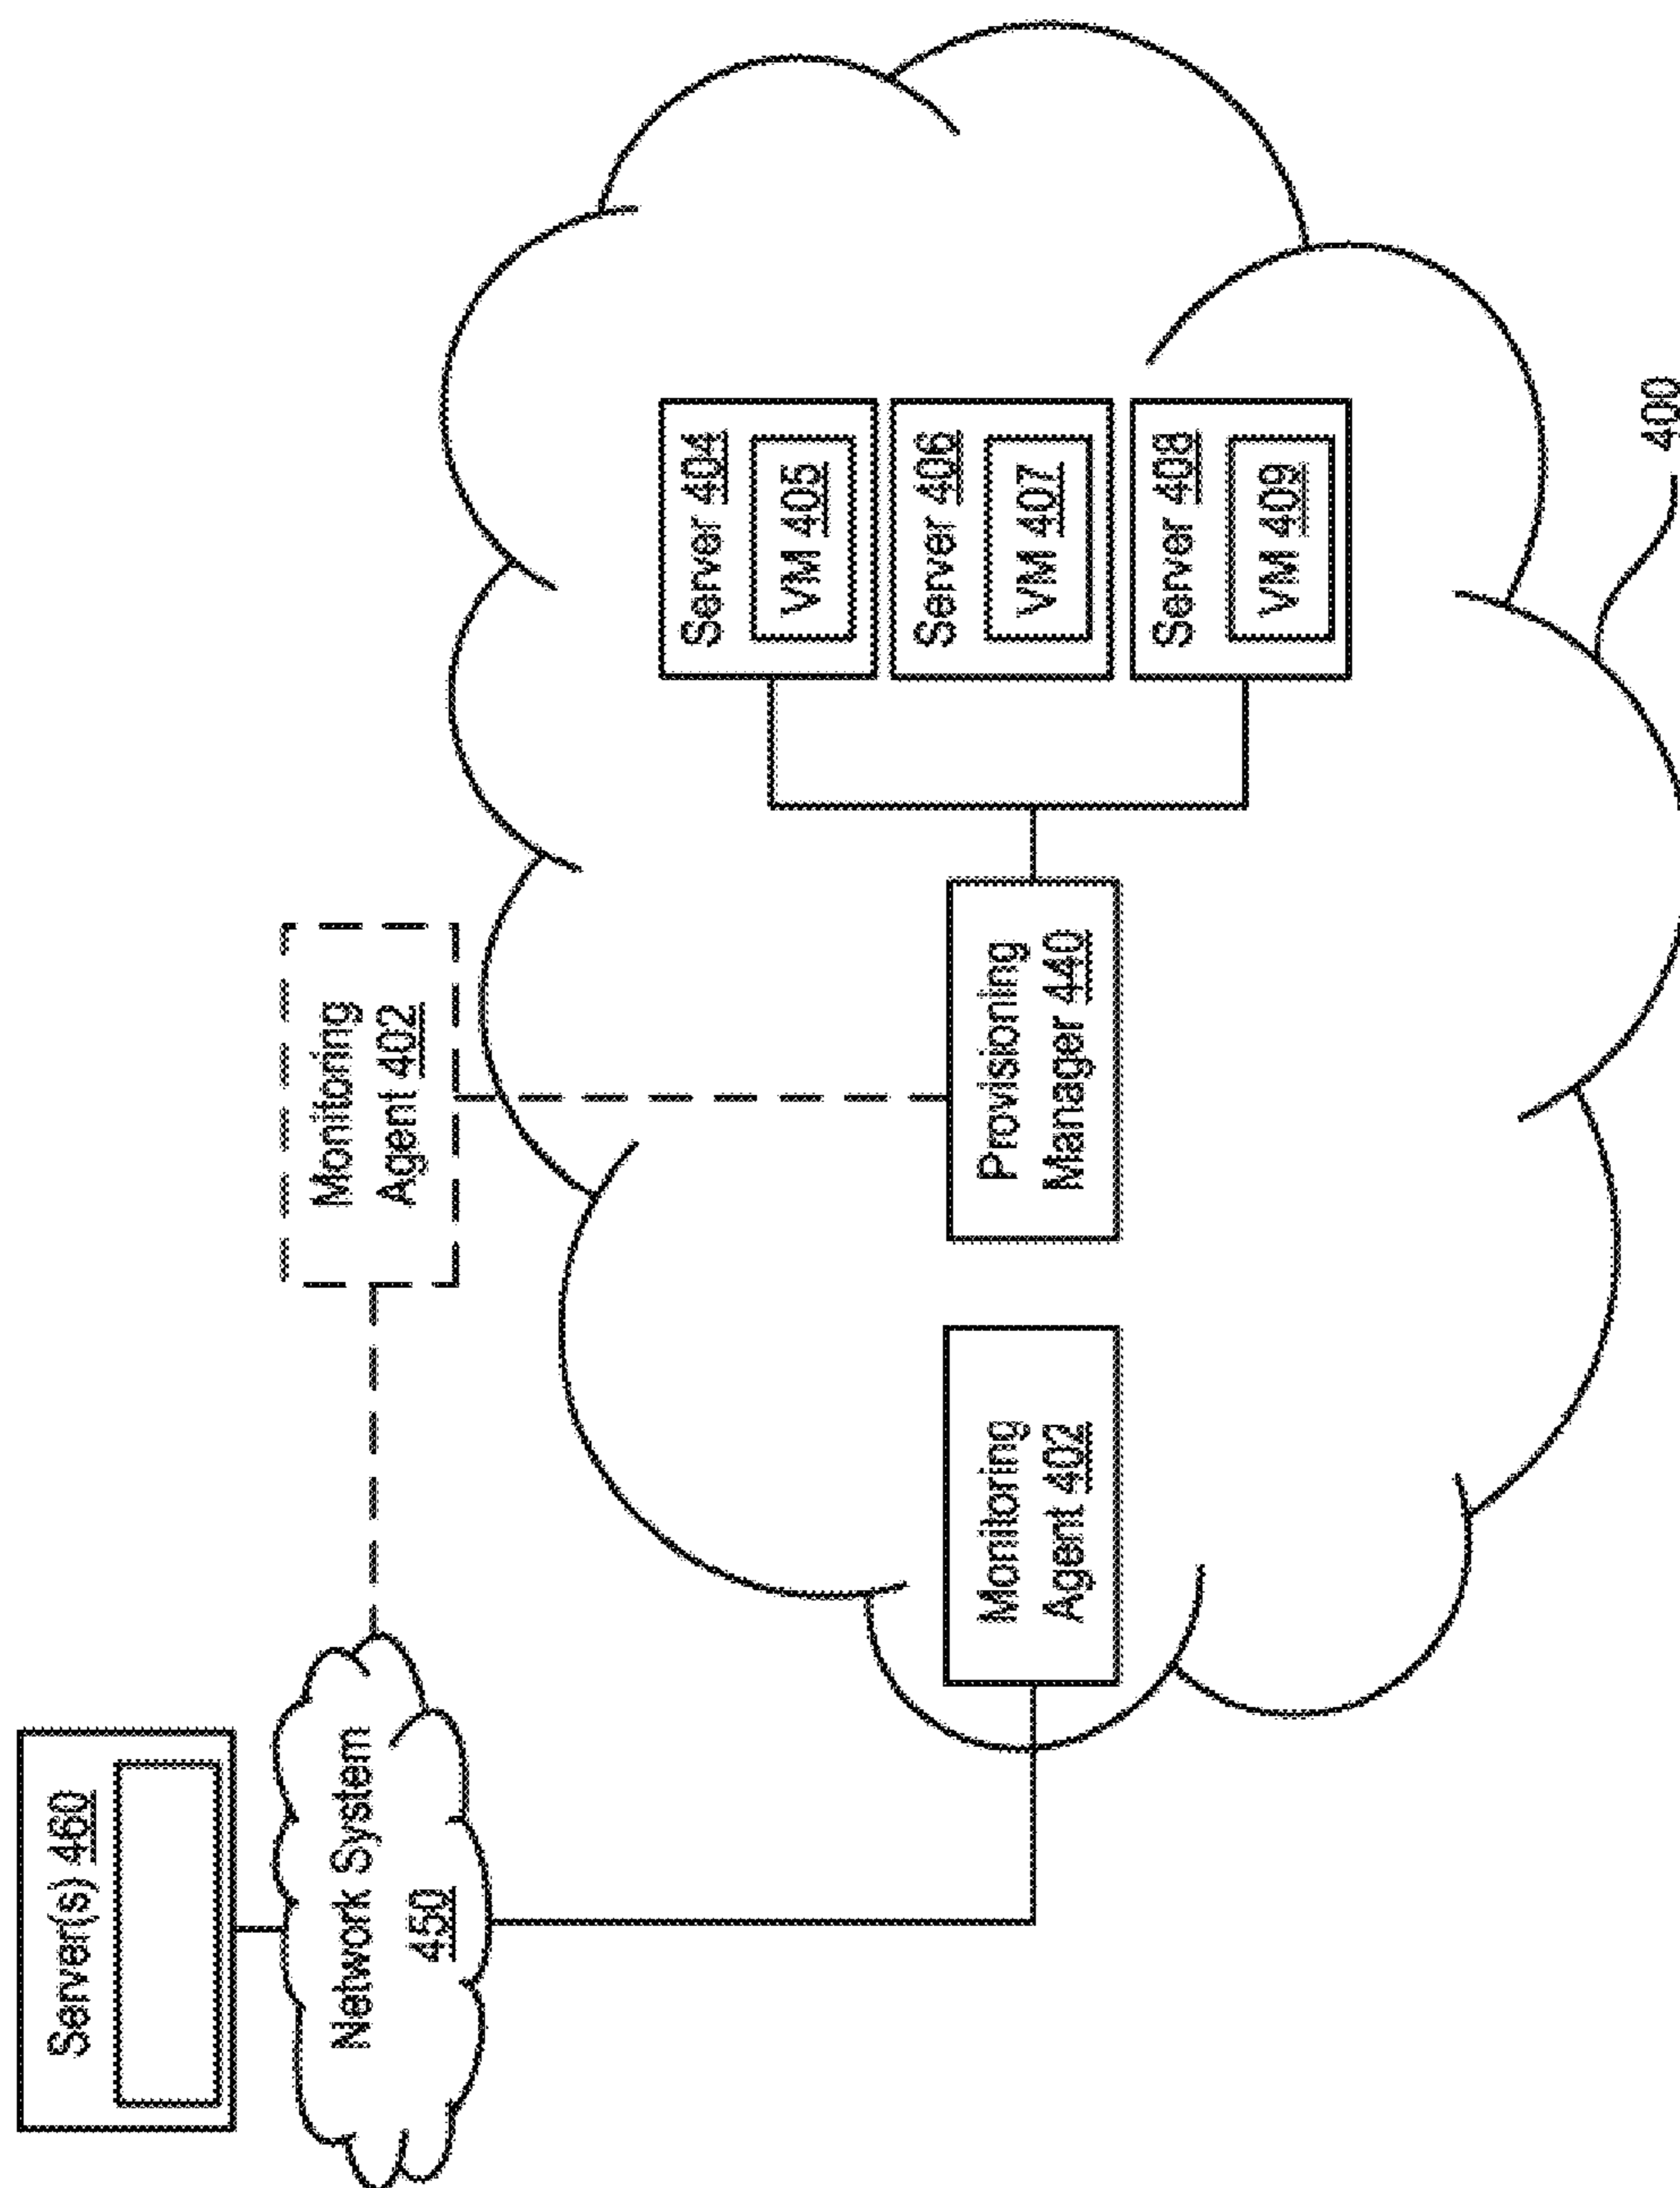 Server(s) 460
Network System
450
Monitoring
Agent 402
Monitoring
Agent 402
Provisioning
Manager 440
Server 404
VM 405
Server 406
VM 407
Server 408
VM 409
400